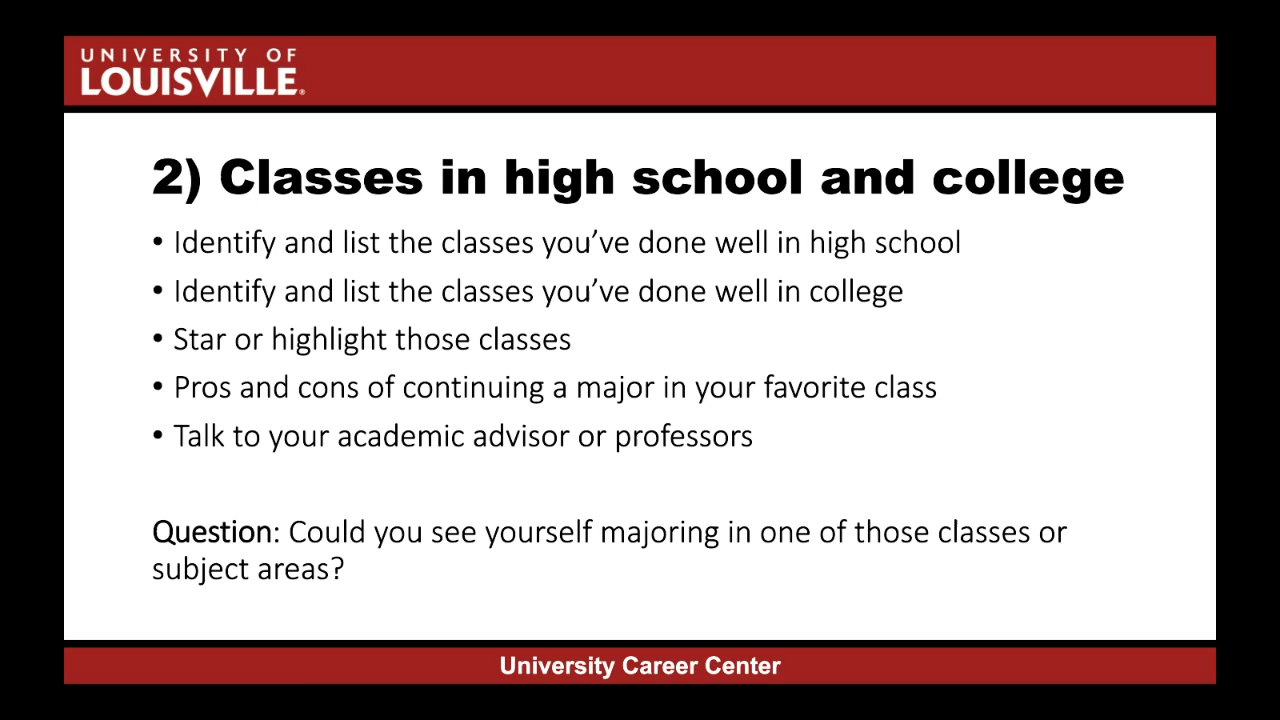 UNIVERSITY OF
LOUISVILLE®
2) Classes in high school and college
• Identify and list the classes you’ve done well in high school
• Identify and list the classes you’ve done well in college
• Star or highlight those classes
• Pros and cons of continuing a major in your favorite class
• Talk to your academic advisor or professors
Question: Could you see yourself majoring in one of those classes or
subject areas?
University Career Center